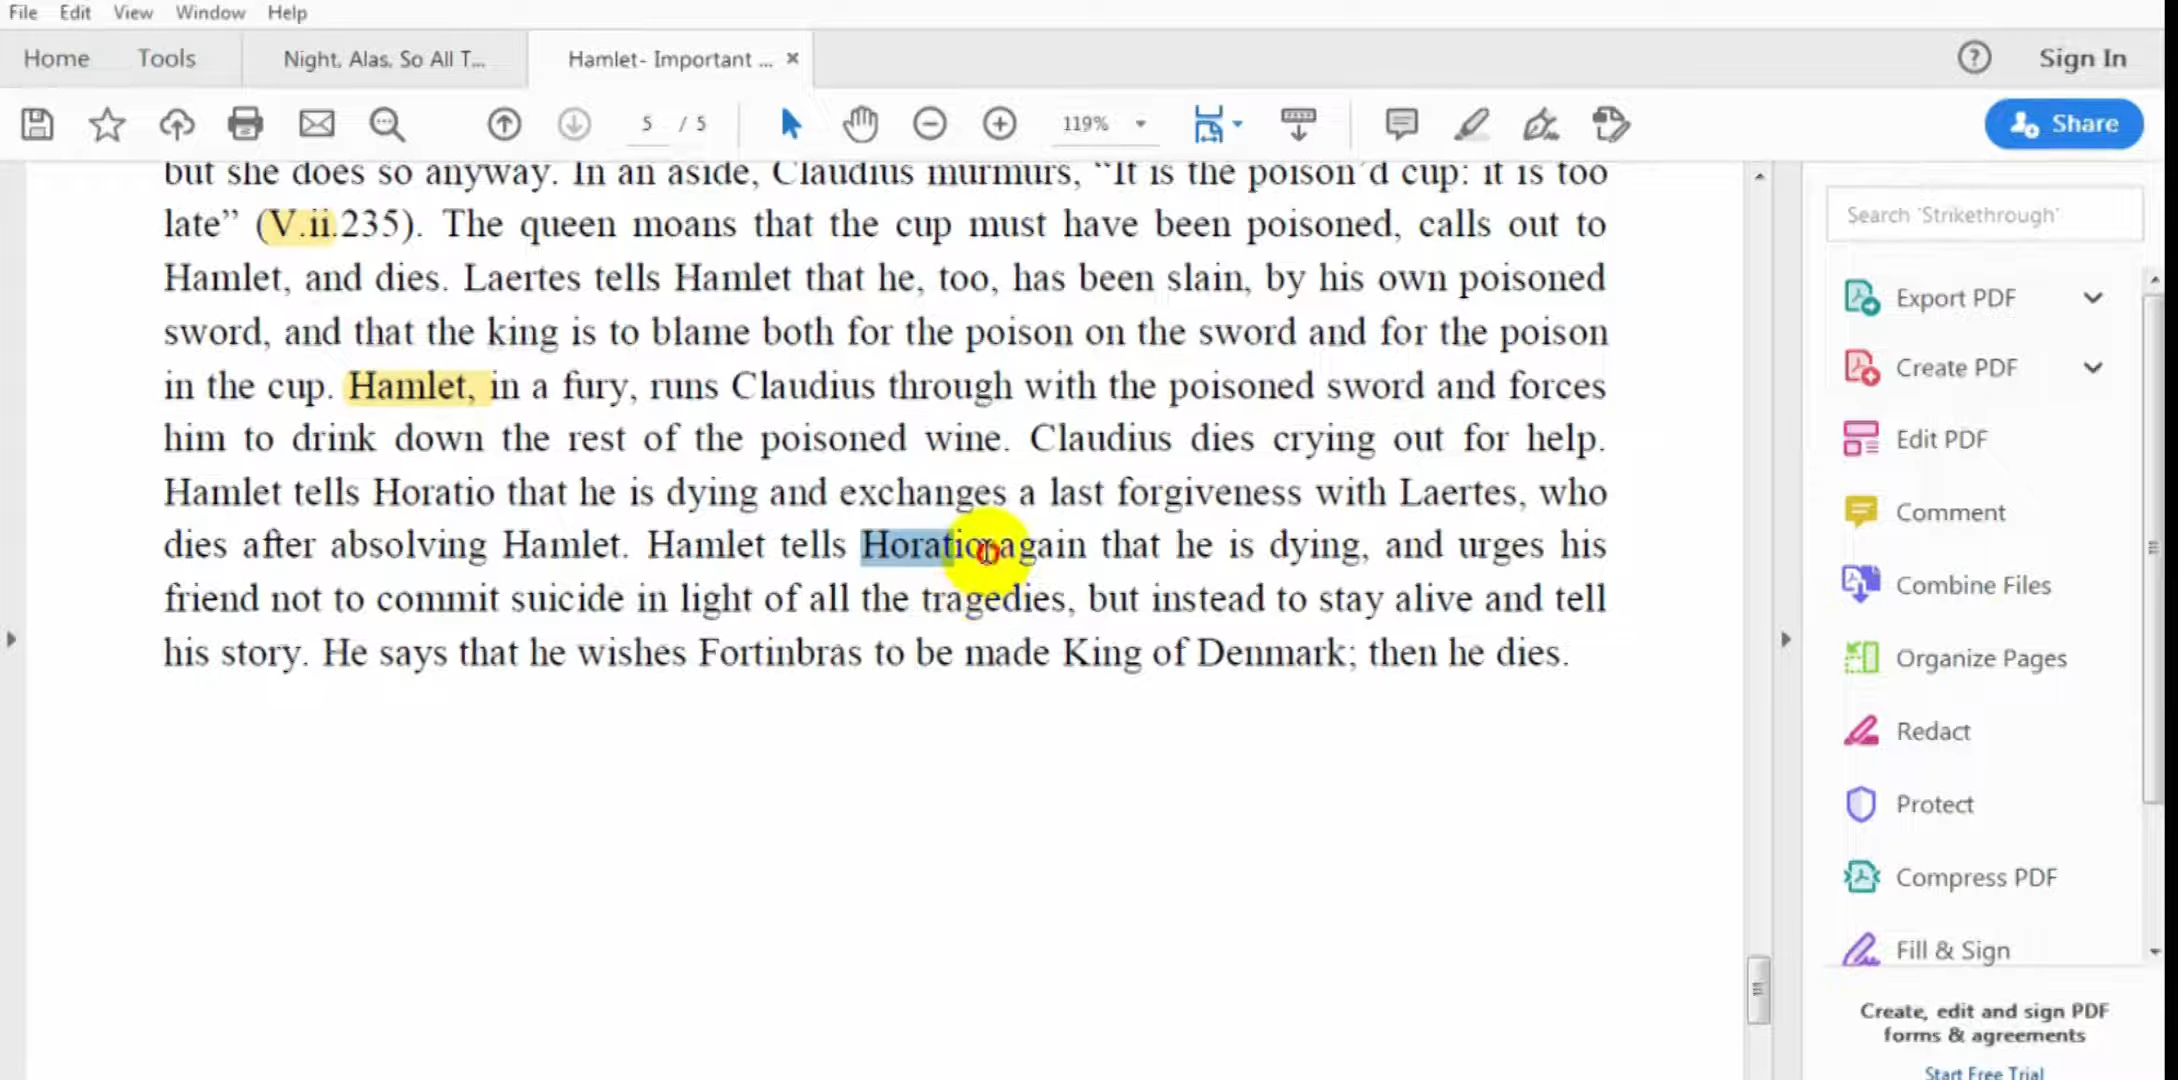 File Edit View Window Help
Home Tools Night, Alas, So All T... Hamlet- Important ... × ? Sign In
5 / 5 119% Share
but she does so anyway. In an aside, Claudius murmurs, “It is the poison’d cup: it is too
late” (V.ii.235). The queen moans that the cup must have been poisoned, calls out to
Hamlet, and dies. Laertes tells Hamlet that he, too, has been slain, by his own poisoned
sword, and that the king is to blame both for the poison on the sword and for the poison
in the cup. Hamlet, in a fury, runs Claudius through with the poisoned sword and forces
him to drink down the rest of the poisoned wine. Claudius dies crying out for help.
Hamlet tells Horatio that he is dying and exchanges a last forgiveness with Laertes, who
dies after absolving Hamlet. Hamlet tells Horatio again that he is dying, and urges his
friend not to commit suicide in light of all the tragedies, but instead to stay alive and tell
his story. He says that he wishes Fortinbras to be made King of Denmark; then he dies.
Search 'Strikethrough'
Export PDF
Create PDF
Edit PDF
Comment
Combine Files
Organize Pages
Redact
Protect
Compress PDF
Fill & Sign
Create, edit and sign PDF
forms & agreements
Start Free Trial